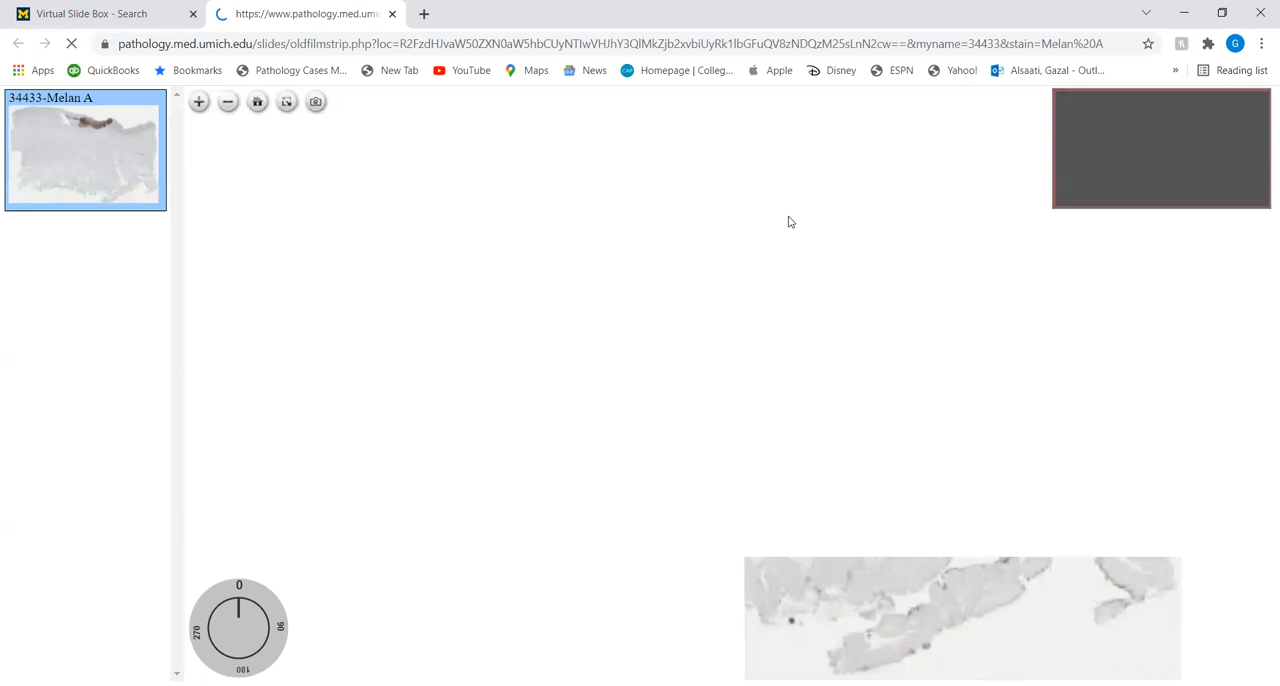 Virtual Slide Box - Search
https://www.pathology.med.umic
pathology.med.umich.edu/slides/oldfilmstrip.php?loc=R2FzdHJvaW50ZXN0aW5hbCUyNTIwVHJhY3QlMkZjb2xvbiUyRk1lbGFuQV8zNDQzM25sLnN2cw==&myname=34433&stain=Melan%20A
G
Apps
QuickBooks
Bookmarks
Pathology Cases M...
New Tab
YouTube
Maps
News
CAP
Homepage | Colleg...
Apple
Disney
ESPN
Yahoo!
Alsaati, Gazal - Outl...
»
Reading list
34433-Melan A
0
90
180
270